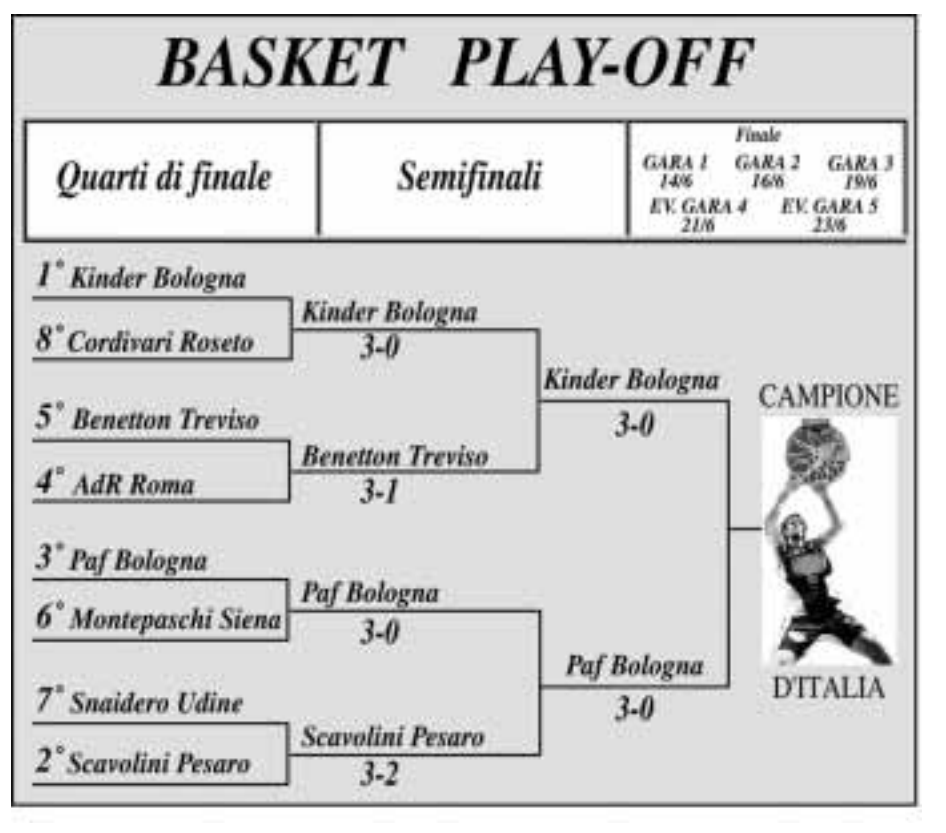 BASKET PLAY-OFF
Quarti di finale
Semifinali
Finale
GARA 1 GARA 2 GARA 3
14/6 16/6 19/6
EV. GARA 4 EV. GARA 5
21/6 23/6
1° Kinder Bologna
8° Cordivari Roseto
5° Benetton Treviso
4° AdR Roma
3° Paf Bologna
6° Montepaschi Siena
7° Snaidero Udine
2° Scavolini Pesaro
Kinder Bologna
3-0
Benetton Treviso
3-1
Paf Bologna
3-0
Scavolini Pesaro
3-2
Kinder Bologna
3-0
Paf Bologna
3-0
CAMPIONE
D'ITALIA